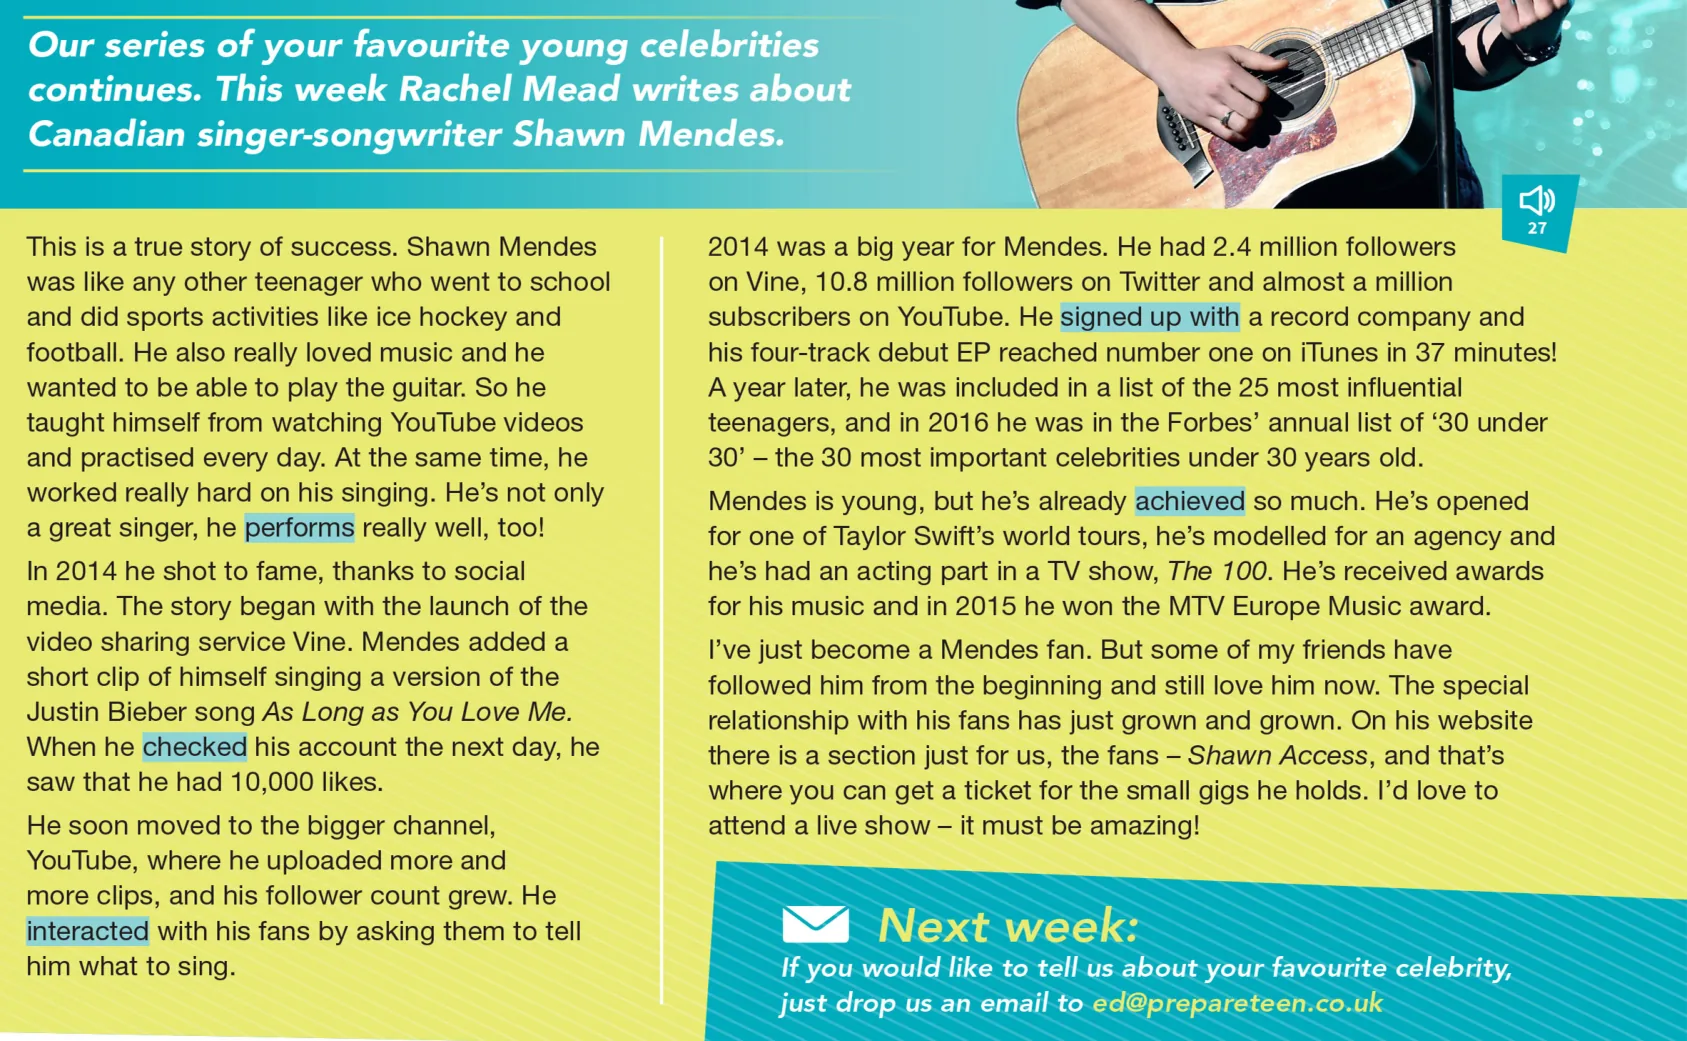 Our series of your favourite young celebrities
continues. This week Rachel Mead writes about
Canadian singer-songwriter Shawn Mendes.
27
This is a true story of success. Shawn Mendes
was like any other teenager who went to school
and did sports activities like ice hockey and
football. He also really loved music and he
wanted to be able to play the guitar. So he
taught himself from watching YouTube videos
and practised every day. At the same time, he
worked really hard on his singing. He’s not only
a great singer, he performs really well, too!
In 2014 he shot to fame, thanks to social
media. The story began with the launch of the
video sharing service Vine. Mendes added a
short clip of himself singing a version of the
Justin Bieber song As Long as You Love Me.
When he checked his account the next day, he
saw that he had 10,000 likes.
He soon moved to the bigger channel,
YouTube, where he uploaded more and
more clips, and his follower count grew. He
interacted with his fans by asking them to tell
him what to sing.
2014 was a big year for Mendes. He had 2.4 million followers
on Vine, 10.8 million followers on Twitter and almost a million
subscribers on YouTube. He signed up with a record company and
his four-track debut EP reached number one on iTunes in 37 minutes!
A year later, he was included in a list of the 25 most influential
teenagers, and in 2016 he was in the Forbes’ annual list of ‘30 under
30’ – the 30 most important celebrities under 30 years old.
Mendes is young, but he’s already achieved so much. He’s opened
for one of Taylor Swift’s world tours, he’s modelled for an agency and
he’s had an acting part in a TV show, The 100. He’s received awards
for his music and in 2015 he won the MTV Europe Music award.
I’ve just become a Mendes fan. But some of my friends have
followed him from the beginning and still love him now. The special
relationship with his fans has just grown and grown. On his website
there is a section just for us, the fans – Shawn Access, and that’s
where you can get a ticket for the small gigs he holds. I’d love to
attend a live show – it must be amazing!
Next week:
If you would like to tell us about your favourite celebrity,
just drop us an email to ed@prepareteen.co.uk